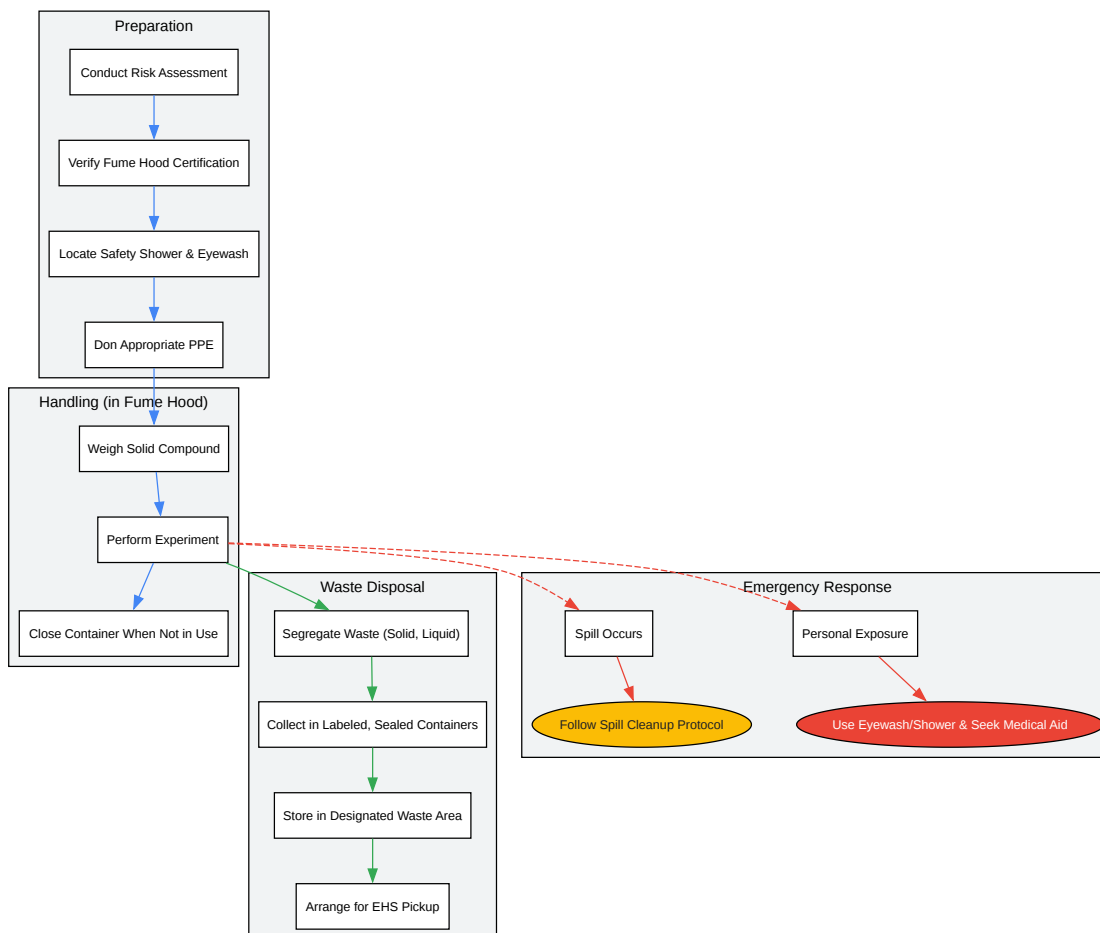 Preparation
Conduct Risk Assessment
Verify Fume Hood Certification
Locate Safety Shower & Eyewash
Don Appropriate PPE
Handling (in Fume Hood)
Weigh Solid Compound
Perform Experiment
Close Container When Not in Use
Waste Disposal
Segregate Waste (Solid, Liquid)
Collect in Labeled, Sealed Containers
Store in Designated Waste Area
Arrange for EHS Pickup
Emergency Response
Spill Occurs
Personal Exposure
Follow Spill Cleanup Protocol
Use Eyewash/Shower & Seek Medical Aid